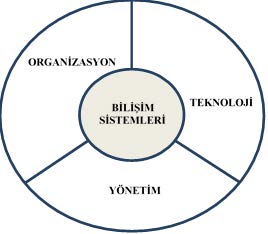 ORGANİZASYON
TEKNOLOJİ
BİLİŞİM
SİSTEMLERİ
YÖNETİM